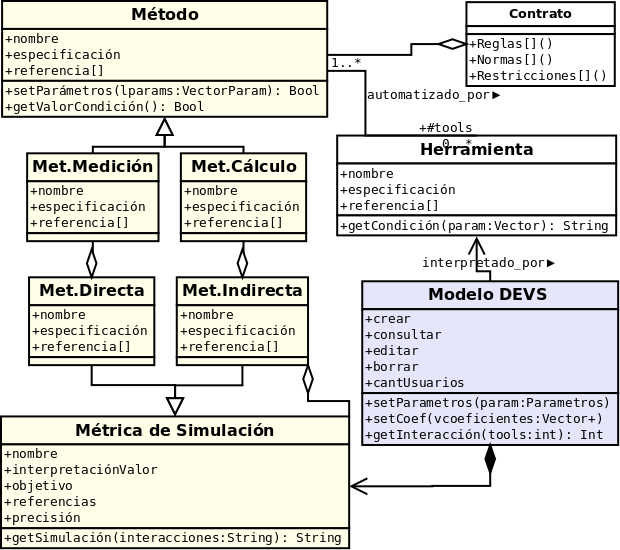 Método
+nombre
+especificación
+referencia[]
+setParámetros(lparams:VectorParam): Bool
+getValorCondición(): Bool
Contrato
+Reglas[]()
+Normas[]()
+Restricciones[]()
1..*
automatizado_por►
+#tools
0..*
Herramienta
+nombre
+especificación
+referencia[]
+getCondición(param:Vector): String
Met.Medición
+nombre
+especificación
+referencia[]
Met.Cálculo
+nombre
+especificación
+referencia[]
interpretado_por►
Met.Directa
+nombre
+especificación
+referencia[]
Met.Indirecta
+nombre
+especificación
+referencia[]
Modelo DEVS
+crear
+consultar
+editar
+borrar
+cantUsuarios
+setParametros(param:Parametros)
+setCoef(vcoeficientes:Vector+)
+getInteracción(tools:int): Int
Métrica de Simulación
+nombre
+interpretaciónValor
+objetivo
+referencias
+precisión
+getSimulación(interacciones:String): String